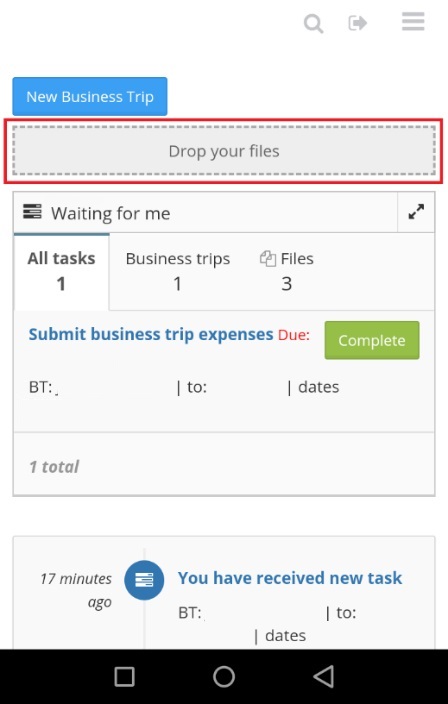 New Business Trip
Drop your files
Waiting for me
All tasks Business trips Files
1 1 3
Submit business trip expenses Due: Complete
BT: | to: | dates
1 total
17 minutes ago
You have received new task
BT: | to:
| dates